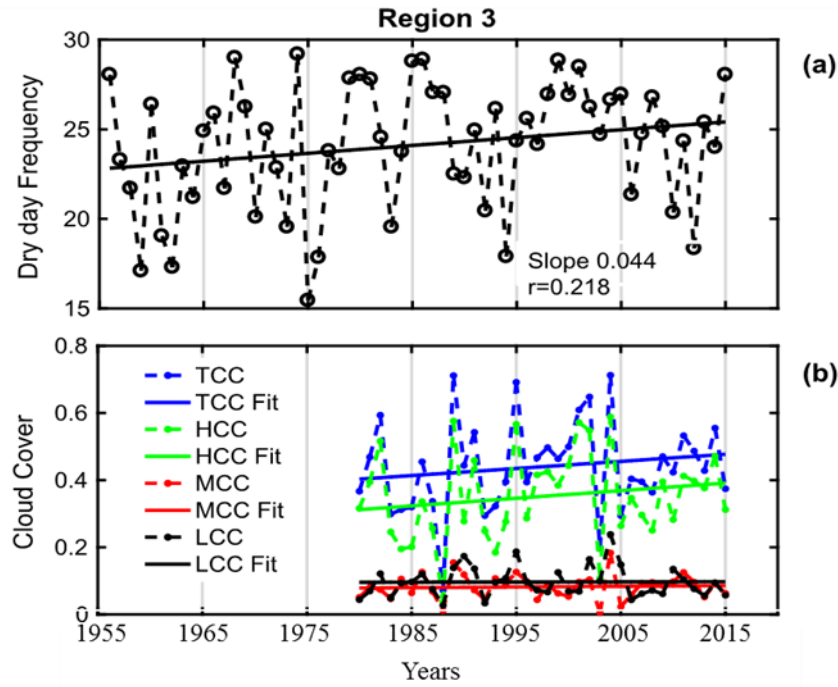 Region 3
(a)
Dry day Frequency
30
25
20
15
Slope 0.044
r=0.218
(b)
Cloud Cover
0.8
0.6
0.4
0.2
0
TCC
TCC Fit
HCC
HCC Fit
MCC
MCC Fit
LCC
LCC Fit
1955 1965 1975 1985 1995 2005 2015
Years